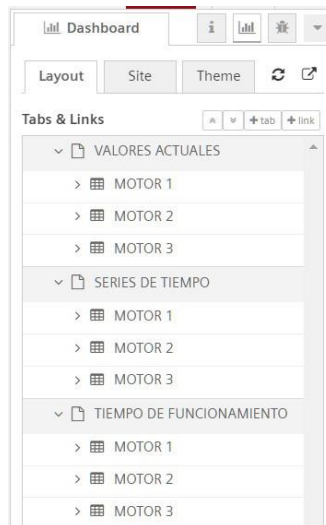 Dashboard
Layout Site Theme
Tabs & Links + tab + link
VALORES ACTUALES
MOTOR 1
MOTOR 2
MOTOR 3
SERIES DE TIEMPO
MOTOR 1
MOTOR 2
MOTOR 3
TIEMPO DE FUNCIONAMIENTO
MOTOR 1
MOTOR 2
MOTOR 3